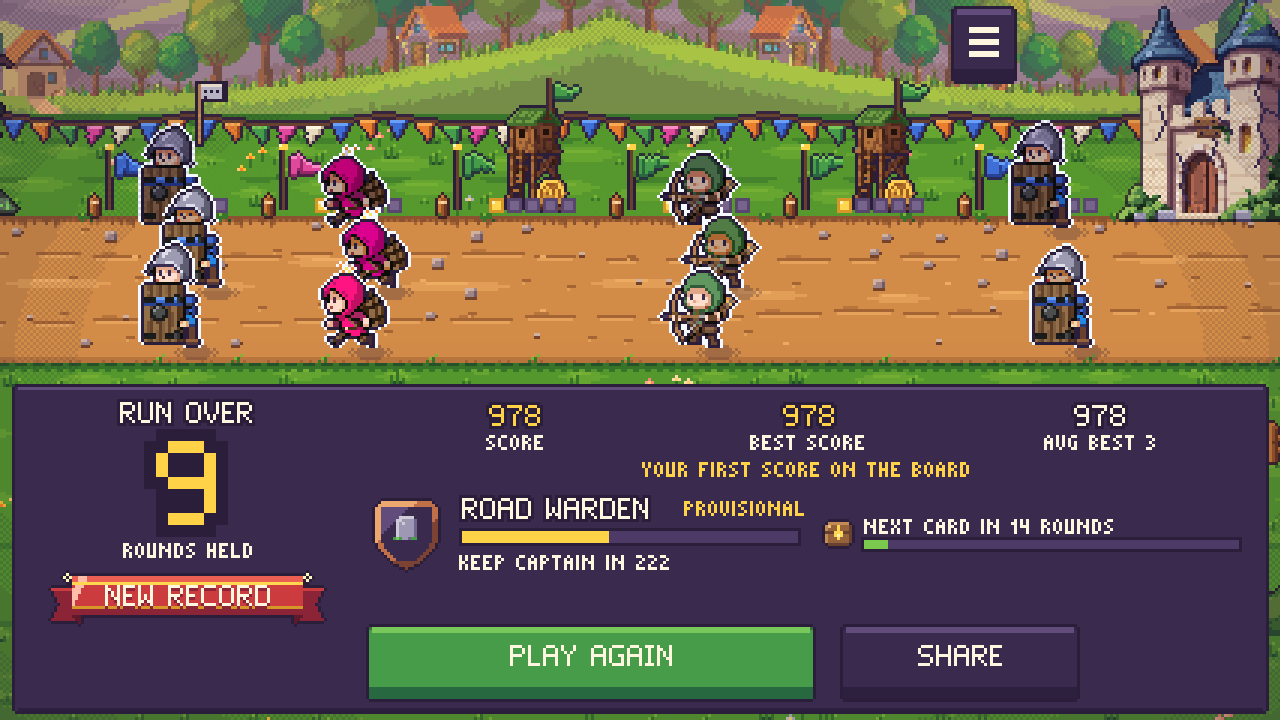 RUN OVER
9
ROUNDS HELD
NEW RECORD
978
SCORE
978
BEST SCORE
978
AVG BEST 3
YOUR FIRST SCORE ON THE BOARD
ROAD WARDEN
PROVISIONAL
KEEP CAPTAIN IN 222
NEXT CARD IN 14 ROUNDS
PLAY AGAIN
SHARE